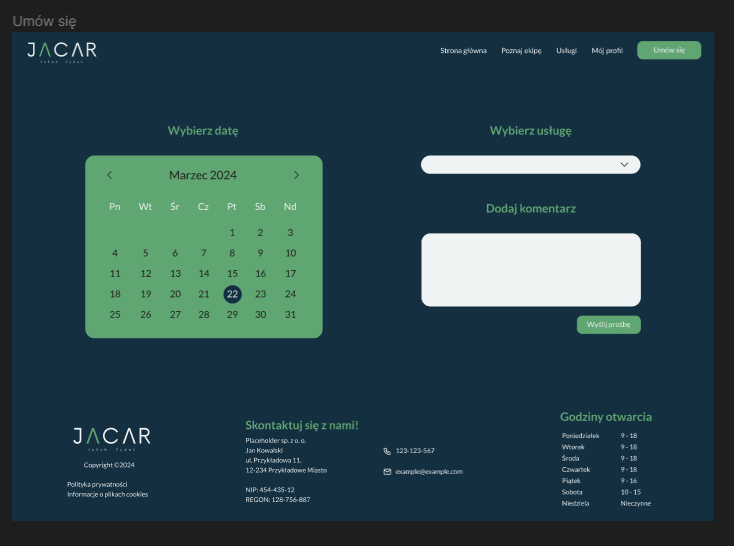 Umów się
JACAR
Jakub Żądał
Strona główna Poznaj ekipę Usługi Mój profil Umów się
Wybierz datę
Marzec 2024
Pn Wt Śr Cz Pt Sb Nd
1 2 3
4 5 6 7 8 9 10
11 12 13 14 15 16 17
18 19 20 21 22 23 24
25 26 27 28 29 30 31
Wybierz usługę
Dodaj komentarz
Wyślij prośbę
JACAR
Copyright ©2024
Polityka prywatności
Informacje o plikach cookies
Skontaktuj się z nami!
Placeholder sp. z o. o.
Jan Kowalski
ul. Przykładowa 11,
12-234 Przykładowe Miasto
NIP: 454-435-12
REGON: 128-756-887
123-123-567
example@example.com
Godziny otwarcia
Poniedziałek 9 - 18
Wtorek 9 - 18
Środa 9 - 18
Czwartek 9 - 18
Piątek 9 - 16
Sobota 10 - 15
Niedziela Nieczynne